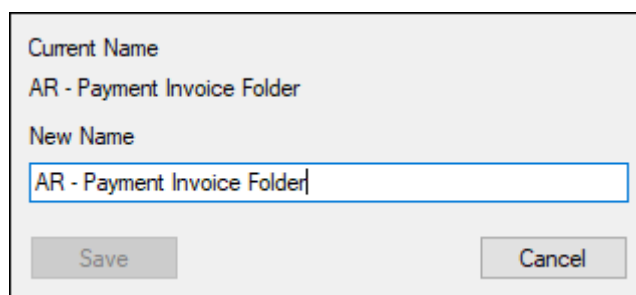 Current Name
AR - Payment Invoice Folder
New Name
AR - Payment Invoice Folder
Save
Cancel